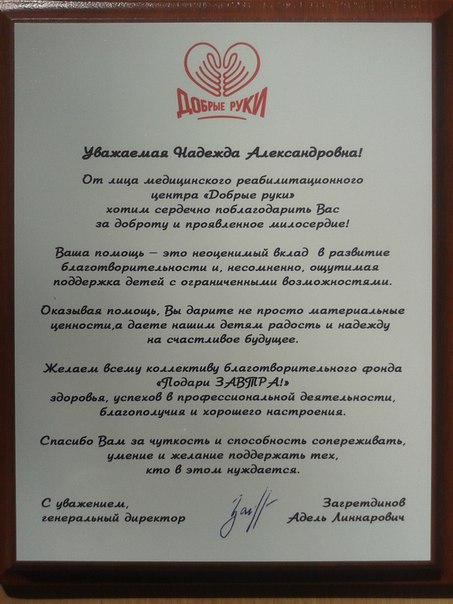 ДОБРЫЕ РУКИ
Уважаемая Надежда Александровна!
От лица медицинского реабилитационного
центра «Добрые руки»
хотим сердечно поблагодарить Вас
за доброту и проявленное милосердие!
Ваша помощь – это неоценимый вклад в развитие
благотворительности и, несомненно, ощутимая
поддержка детей с ограниченными возможностями.
Оказывая помощь, Вы дарите не просто материальные
ценности,а даете нашим детям радость и надежду
на счастливое будущее.
Желаем всему коллективу благотворительного фонда
«Подари ЗАВТРА!»
здоровья, успехов в профессиональной деятельности,
благополучия и хорошего настроения.
Спасибо Вам за чуткость и способность сопереживать,
умение и желание поддержать тех,
кто в этом нуждается.
С уважением,
генеральный директор
Загретдинов
Адель Линнарович